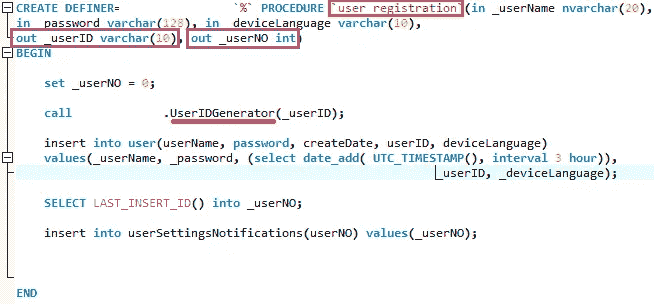 CREATE DEFINER= `%` PROCEDURE `user registration`(in _userName nvarchar(20),
in _password varchar(128), in _deviceLanguage varchar(10),
out _userID varchar(10), out _userNO int)
BEGIN
set _userNO = 0;
call .UserIDGenerator(_userID);
insert into user(userName, password, createDate, userID, deviceLanguage)
values(_userName, _password, (select date_add( UTC_TIMESTAMP(), interval 3 hour)),
_userID, _deviceLanguage);
SELECT LAST_INSERT_ID() into _userNO;
insert into userSettingsNotifications(userNO) values(_userNO);
END